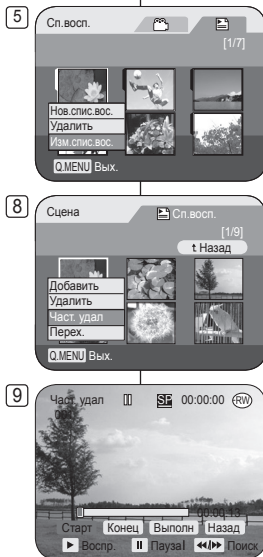 5
Сп.восп.
[1/7]
Нов.спис.вос.
Удалить
Изм.спис.вос.
Q.MENU Вых.
8
Сцена
Сп.восп.
[1/9]
t Назад
Добавить
Удалить
Част. удал
Перех.
Q.MENU Вых.
9
Част. удал SP 00:00:00 RW
00:00:13
Старт Конец Выполн Назад
Воспр. Пауза Поиск